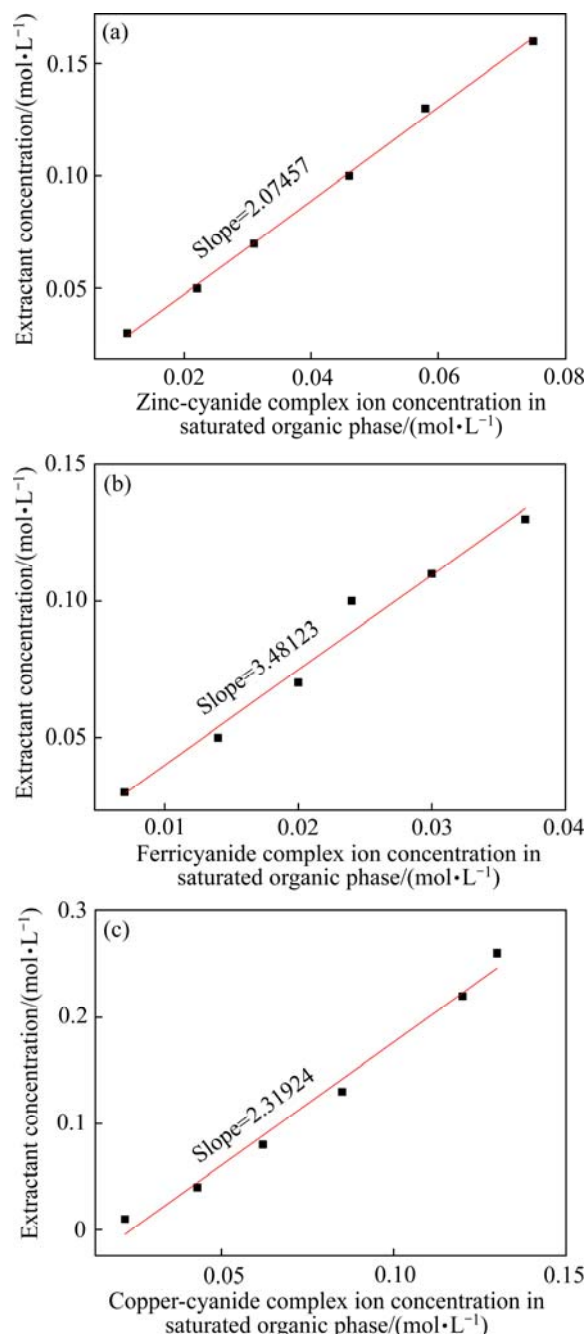 (a)
0.15
0.10
0.05
Extractant concentration/(mol•L⁻¹)
Slope=2.07457
0.02 0.04 0.06 0.08
Zinc-cyanide complex ion concentration in
saturated organic phase/(mol•L⁻¹)
(b)
0.15
0.10
0.05
Extractant concentration/(mol•L⁻¹)
Slope=3.48123
0.01 0.02 0.03 0.04
Ferricyanide complex ion concentration in
saturated organic phase/(mol•L⁻¹)
(c)
0.3
0.2
0.1
0
Extractant concentration/(mol•L⁻¹)
Slope=2.31924
0.05 0.10 0.15
Copper-cyanide complex ion concentration in
saturated organic phase/(mol•L⁻¹)